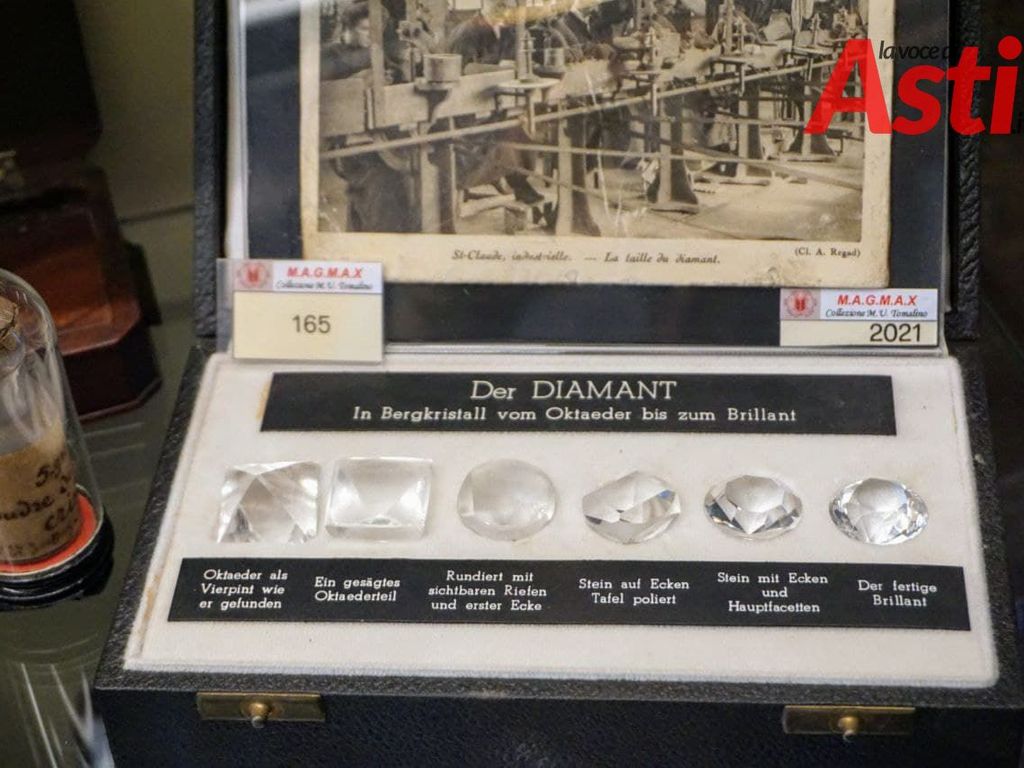 la voce di
Asti
St-Claude, industrielle. — La taille du diamant.
(Cl. A. Regad)
M.A.G.M.A.X
Collezione M. U. Tomalino
165
M.A.G.M.A.X
Collezione M. U. Tomalino
2021
Der DIAMANT
In Bergkristall vom Oktaeder bis zum Brillant
Oktaeder als
Vierpint wie
er gefunden
Ein gesägtes
Oktaederteil
Rundiert mit
sichtbaren Riefen
und erster Ecke
Stein auf Ecken
Tafel poliert
Stein mit Ecken
und
Hauptfacetten
Der fertige
Brillant